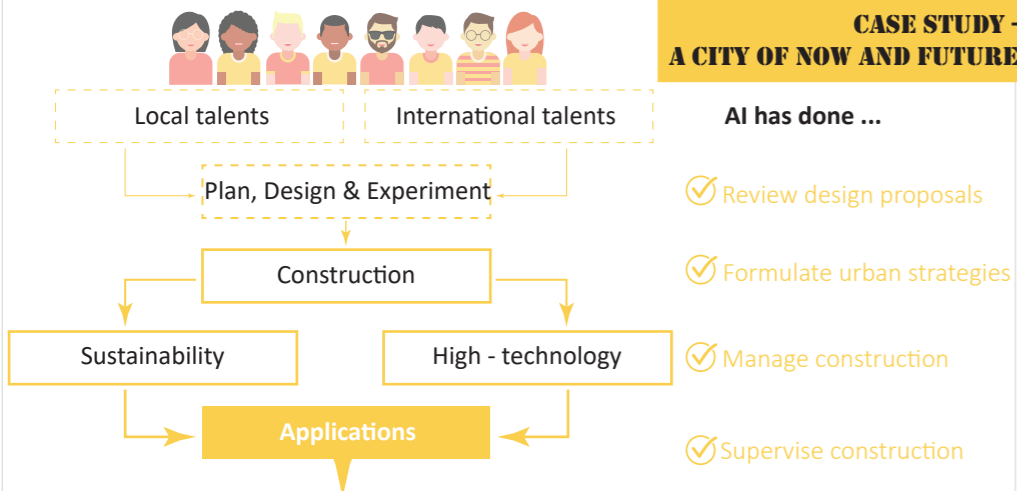 CASE STUDY -
A CITY OF NOW AND FUTURE
Local talents
International talents
Plan, Design & Experiment
Construction
Sustainability
High - technology
Applications
AI has done ...
Review design proposals
Formulate urban strategies
Manage construction
Supervise construction